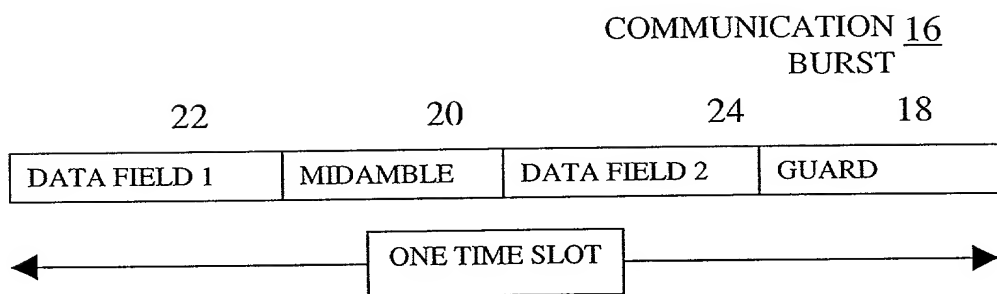 COMMUNICATION 16
BURST
22 20 24 18
DATA FIELD 1 MIDAMBLE DATA FIELD 2 GUARD
ONE TIME SLOT